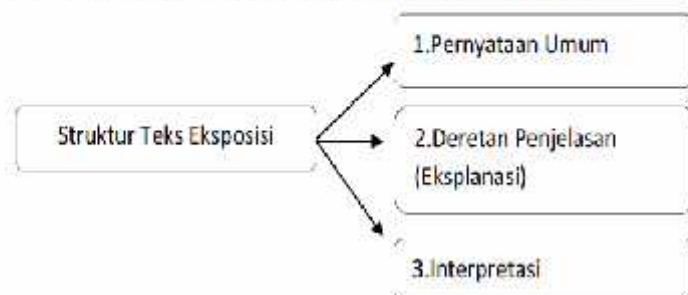 1.Pernyataan Umum
Struktur Teks Eksposisi
2.Deretan Penjelasan
(Eksplanasi)
3.Interpretasi